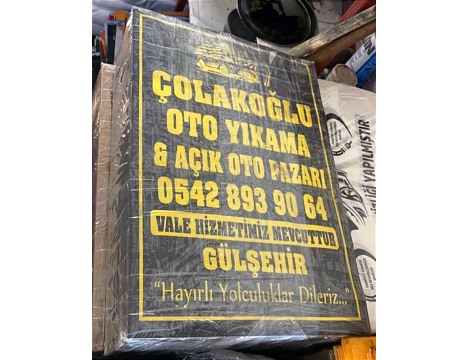 ÇOLAKOĞLU
OTO YIKAMA
& AÇIK OTO PAZARI
0542 893 90 64
VALE HİZMETİMİZ MEVCUTTUR
GÜLŞEHİR
“Hayırlı Yolculuklar Dileriz...”
YAPILMIŞTIR